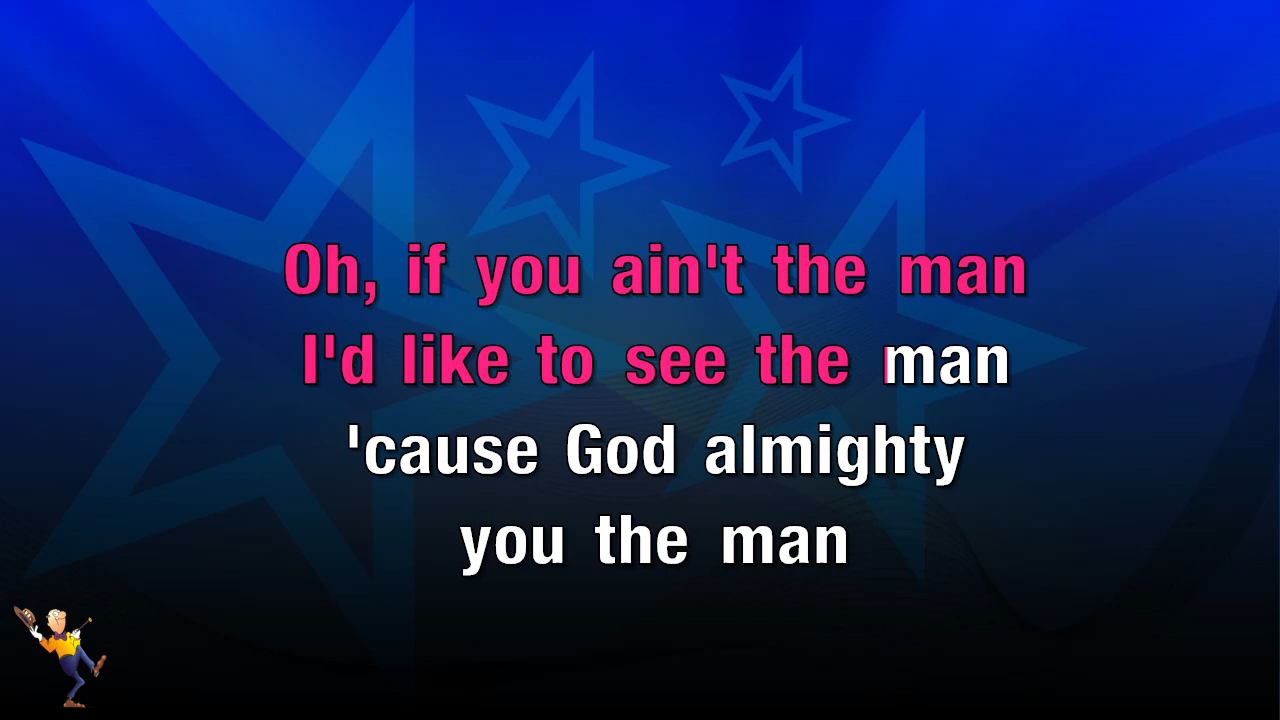 Oh, if you ain't the man
I'd like to see the man
'cause God almighty
you the man